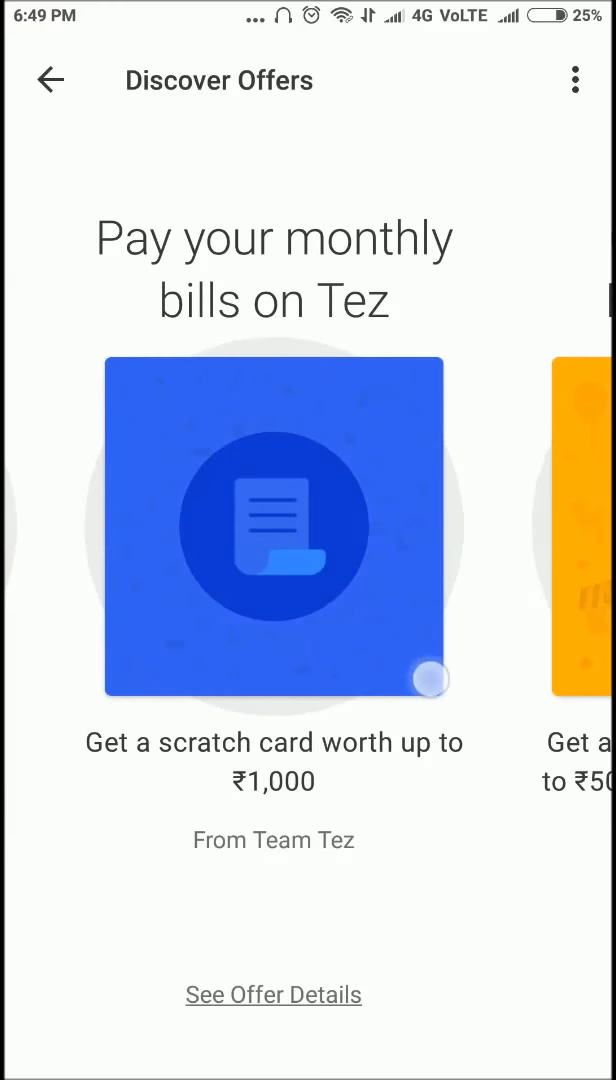 6:49 PM
4G VoLTE
25%
Discover Offers
Pay your monthly
bills on Tez
Get a scratch card worth up to
₹1,000
From Team Tez
Get a
to ₹50
See Offer Details